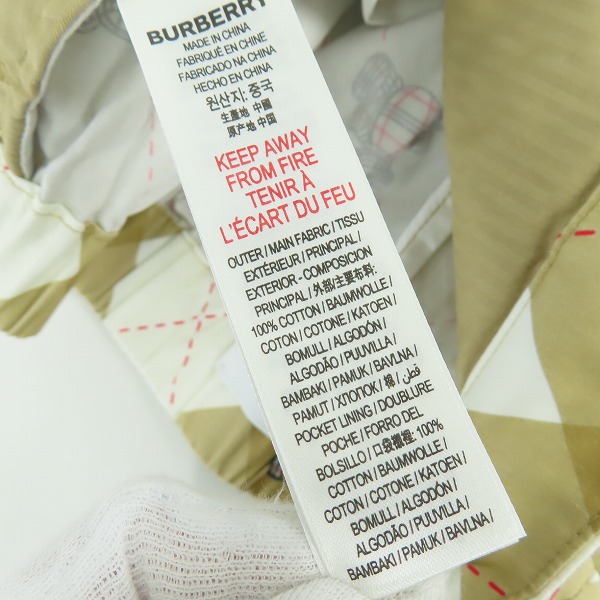 BURBERRY
MADE IN CHINA
FABRIQUÉ EN CHINE
FABRICADO NA CHINA
HECHO EN CHINA
원산지: 중국
生產地 中國
原产地 中国
KEEP AWAY
FROM FIRE
TENIR À
L'ÉCART DU FEU
OUTER / MAIN FABRIC / TISSU
EXTÉRIEUR / PRINCIPAL /
EXTERIOR - COMPOSICION
PRINCIPAL / 外部/主要布料:
100% COTTON / BAUMWOLLE /
COTON / COTONE / KATOEN /
BOMULL / ALGODÓN /
ALGODÃO / PUUVILLA /
BAMBAKI / PAMUK / BAVLNA /
PAMUT / ХЛОПОК / 棉 / قطن /
POCKET LINING / DOUBLURE
POCHE / FORRO DEL
BOLSILLO / 口袋襯裡: 100%
COTTON / BAUMWOLLE /
COTON / COTONE / KATOEN /
BOMULL / ALGODÓN /
ALGODÃO / PUUVILLA /
BAMBAKI / PAMUK / BAVLNA /